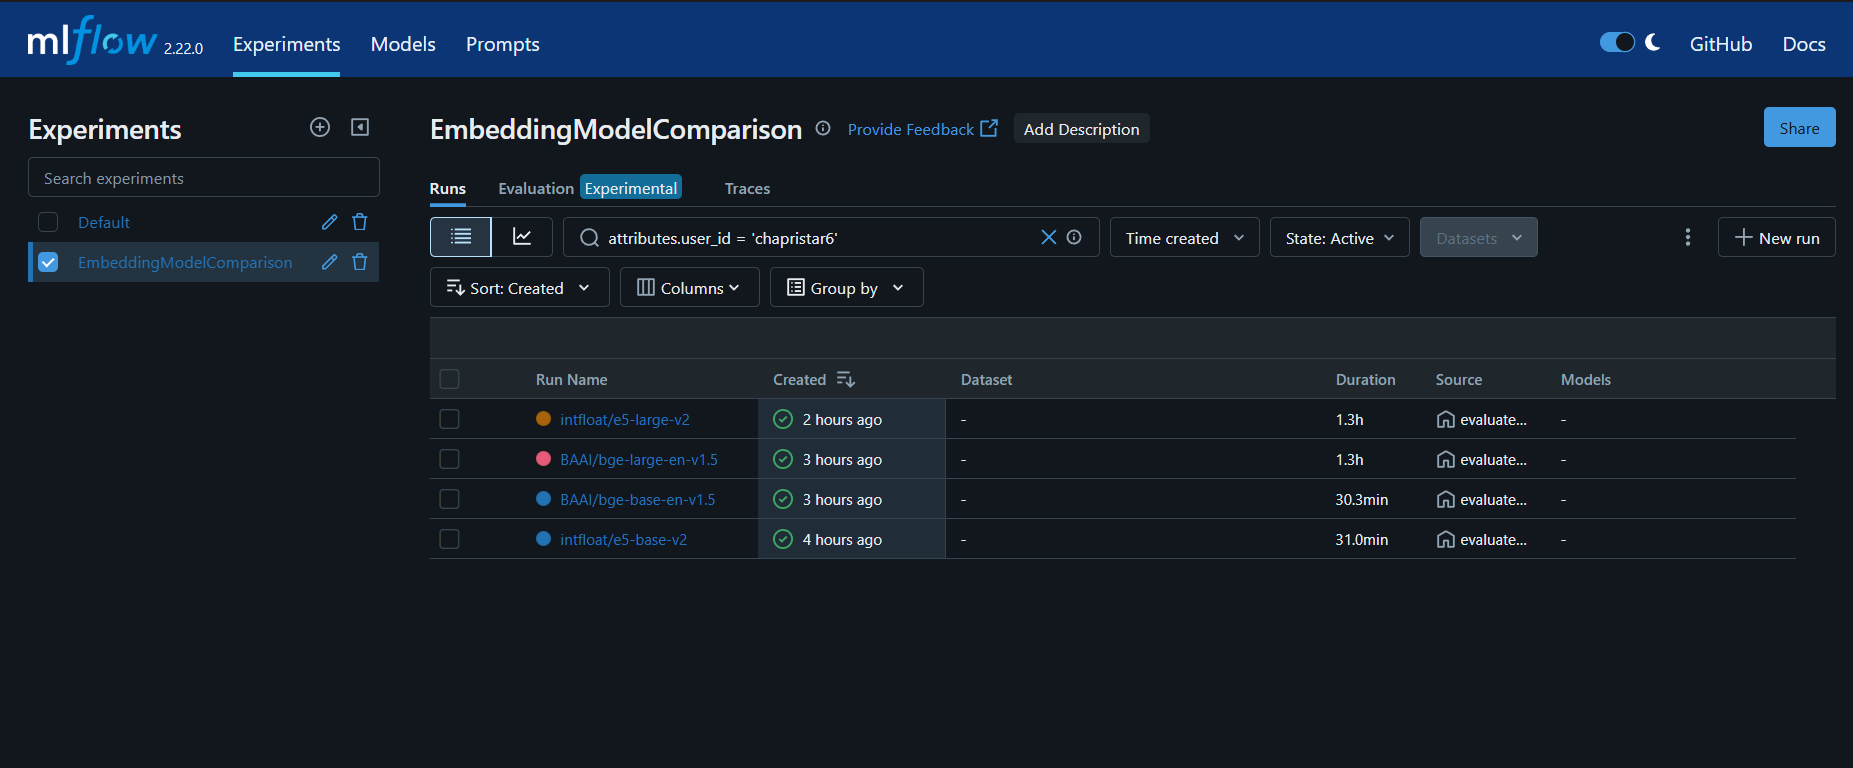 mlflow 2.22.0 Experiments Models Prompts GitHub Docs
Experiments
Search experiments
Default
EmbeddingModelComparison
EmbeddingModelComparison Provide Feedback Add Description Share
Runs Evaluation Experimental Traces
attributes.user_id = 'chapristar6' Time created State: Active Datasets New run
Sort: Created Columns Group by
Run Name Created Dataset Duration Source Models
intfloat/e5-large-v2 2 hours ago - 1.3h evaluate... -
BAAI/bge-large-en-v1.5 3 hours ago - 1.3h evaluate... -
BAAI/bge-base-en-v1.5 3 hours ago - 30.3min evaluate... -
intfloat/e5-base-v2 4 hours ago - 31.0min evaluate... -